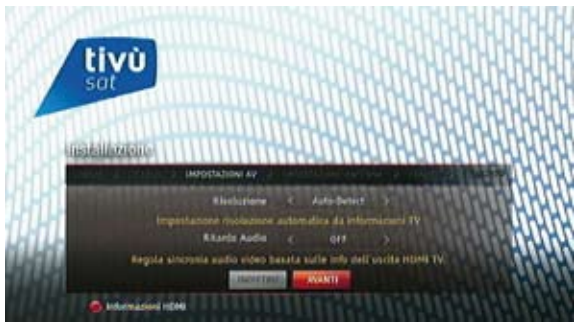 tivù
sat
Installazione
IMPOSTAZIONI AV
Risoluzione < Auto-Detect >
Impostazione risoluzione automatica da informazioni TV
Ritardo Audio < OFF >
Regola sincronia audio video basata sulle info dell'uscita HDMI TV.
INDIETRO AVANTI
Informazioni HDMI